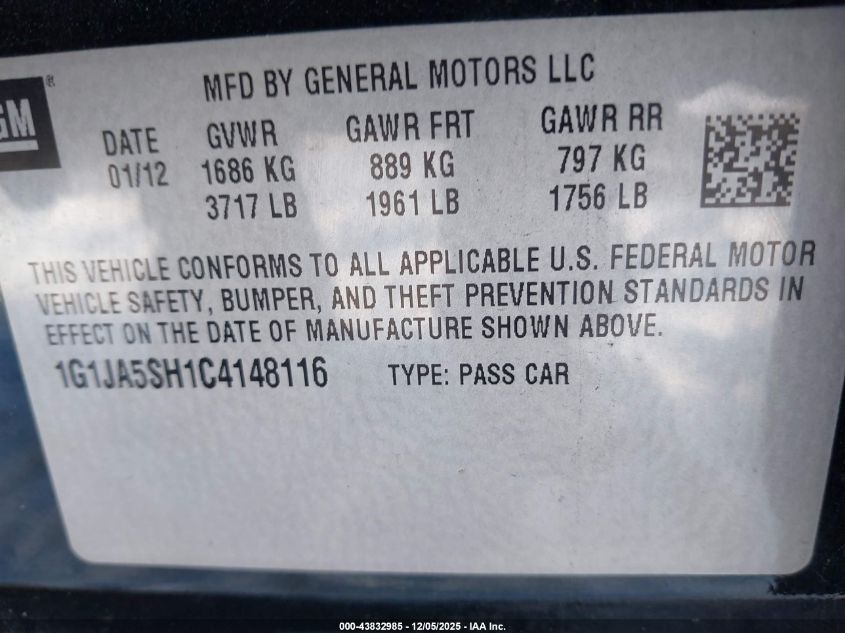 MFD BY GENERAL MOTORS LLC
GM®
DATE GVWR GAWR FRT GAWR RR
01/12 1686 KG 889 KG 797 KG
3717 LB 1961 LB 1756 LB
THIS VEHICLE CONFORMS TO ALL APPLICABLE U.S. FEDERAL MOTOR
VEHICLE SAFETY, BUMPER, AND THEFT PREVENTION STANDARDS IN
EFFECT ON THE DATE OF MANUFACTURE SHOWN ABOVE.
1G1JA5SH1C4148116 TYPE: PASS CAR
000-43832985 - 12/05/2025 - IAA Inc.